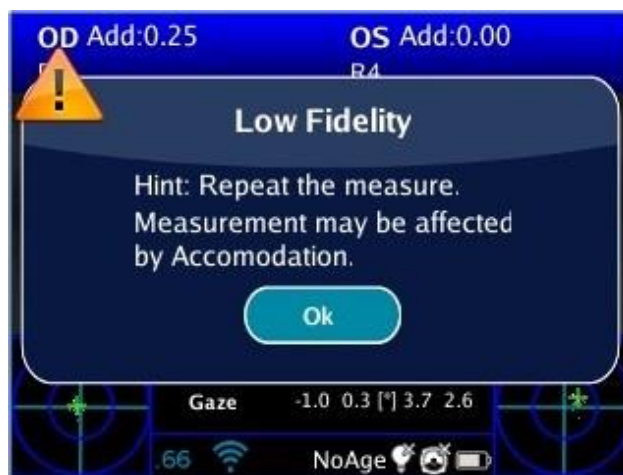 OD Add:0.25 OS Add:0.00
R4
Low Fidelity
Hint: Repeat the measure.
Measurement may be affected
by Accomodation.
Ok
Gaze -1.0 0.3 [°] 3.7 2.6
.66 NoAge